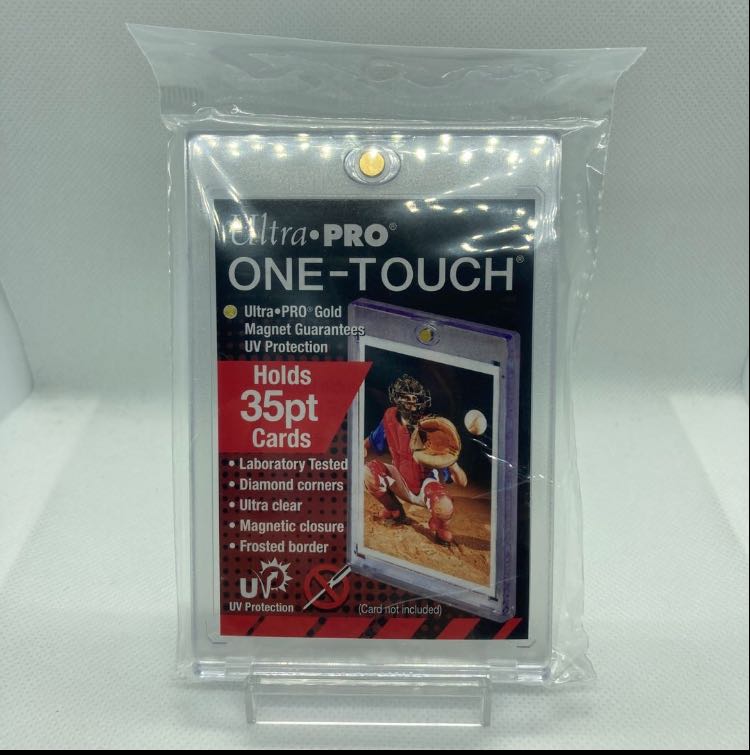 Ultra•PRO®
ONE-TOUCH®
Ultra•PRO® Gold
Magnet Guarantees
UV Protection
Holds
35pt
Cards
• Laboratory Tested
• Diamond corners
• Ultra clear
• Magnetic closure
• Frosted border
UV
UV Protection
(Card not included)